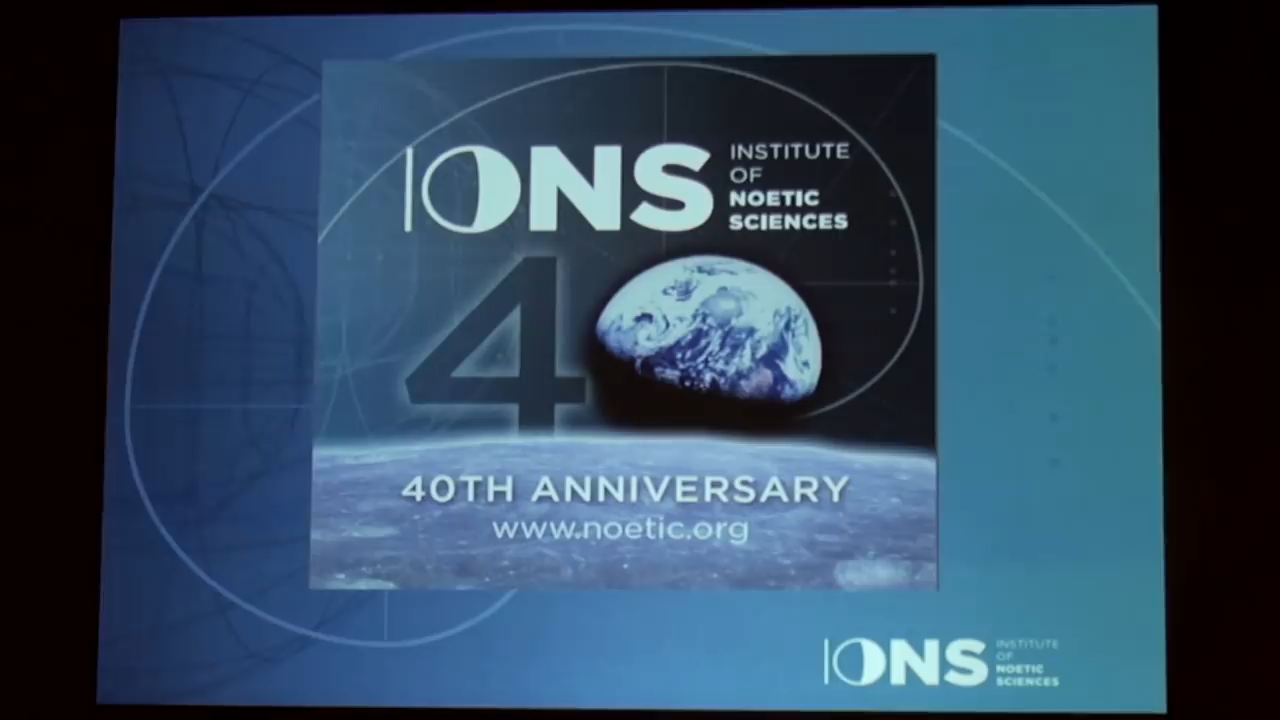 IONS
INSTITUTE
OF
NOETIC
SCIENCES
40
40TH ANNIVERSARY
www.noetic.org
IONS
INSTITUTE
OF
NOETIC
SCIENCES